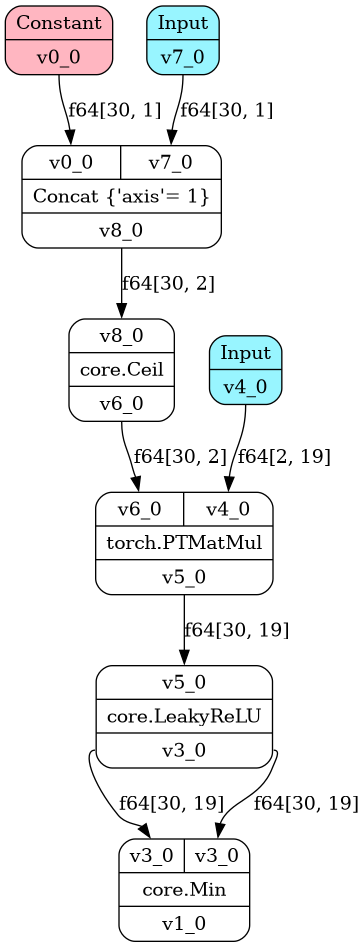 Constant
v0_0
Input
v7_0
f64[30, 1]
f64[30, 1]
v0_0
v7_0
Concat {'axis'= 1}
v8_0
f64[30, 2]
v8_0
core.Ceil
v6_0
Input
v4_0
f64[30, 2]
f64[2, 19]
v6_0
v4_0
torch.PTMatMul
v5_0
f64[30, 19]
v5_0
core.LeakyReLU
v3_0
f64[30, 19]
f64[30, 19]
v3_0
v3_0
core.Min
v1_0